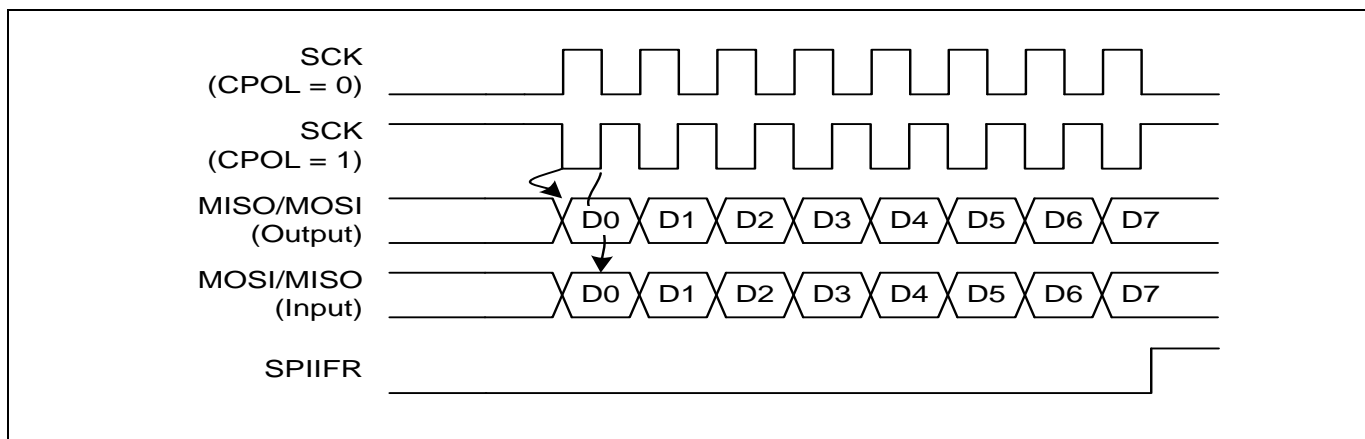 SCK
(CPOL = 0)
SCK
(CPOL = 1)
MISO/MOSI
(Output)
D0 D1 D2 D3 D4 D5 D6 D7
MOSI/MISO
(Input)
D0 D1 D2 D3 D4 D5 D6 D7
SPIIFR